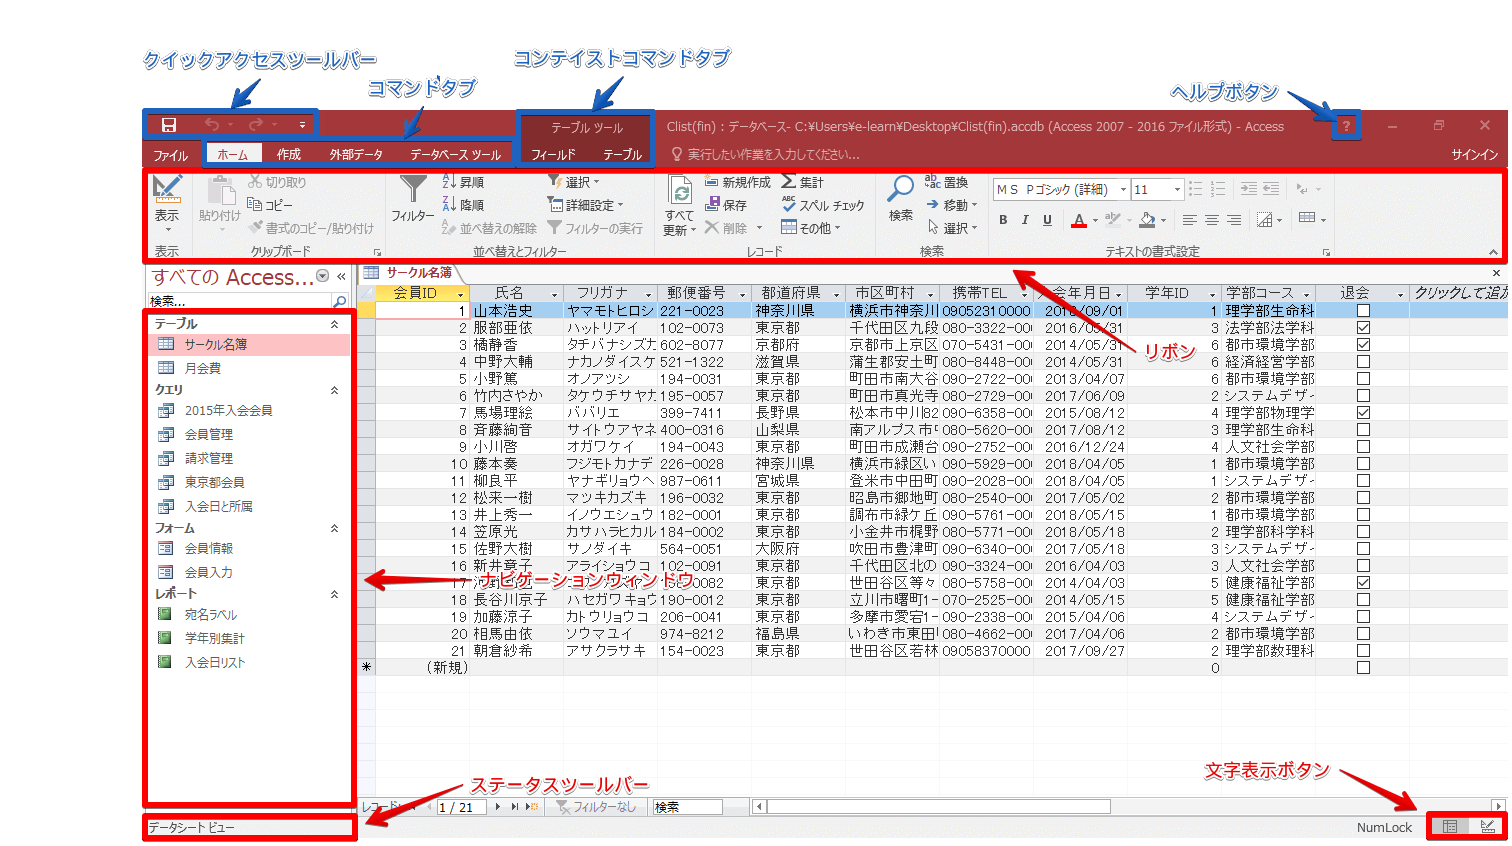 クイックアクセスツールバー
コマンドタブ
コンテイストコマンドタブ
ヘルプボタン
テーブル ツール
Clist(fin) : データベース- C:¥Users¥e-learn¥Desktop¥Clist(fin).accdb (Access 2007 - 2016 ファイル形式) - Access
?
ファイル ホーム 作成 外部データ データベース ツール フィールド テーブル 実行したい作業を入力してください... サインイン
表示
表示
貼り付け
切り取り
コピー
書式のコピー/貼り付け
クリップボード
フィルター
昇順
降順
並べ替えの解除
選択
詳細設定
フィルターの実行
並べ替えとフィルター
すべて
更新
新規作成
保存
削除
集計
スペル チェック
その他
レコード
検索
置換
移動
選択
検索
MS Pゴシック (詳細) 11
B I U A
テキストの書式設定
リボン
すべての Access...
検索...
テーブル
サークル名簿
月会費
クエリ
2015年入会会員
会員管理
請求管理
東京都会員
入会日と所属
フォーム
会員情報
会員入力
レポート
宛名ラベル
学年別集計
入会日リスト
サークル名簿
会員ID 氏名 フリガナ 郵便番号 都道府県 市区町村 携帯TEL 会年月日 学年ID 学部コース 退会 クリックして追加
1 山本浩史 ヤマモトヒロシ 221-0023 神奈川県 横浜市神奈川 09052310000 2016/09/01 1 理学部生命科
2 服部亜依 ハットリアイ 102-0073 東京都 千代田区九段 080-3322-00 2016/05/31 3 法学部法学科
3 橘静香 タチバナシズカ 602-8077 京都府 京都市上京区 070-5431-00 2014/05/31 6 都市環境学部
4 中野大輔 ナカノダイスケ 521-1322 滋賀県 蒲生郡安土町 080-8448-00 2014/05/31 6 経済経営学部
5 小野篤 オノアツシ 194-0031 東京都 町田市南大谷 090-2722-00 2013/04/07 6 都市環境学部
6 竹内さやか タケウチサヤカ 195-0057 東京都 町田市真光寺 080-2729-00 2017/06/09 2 システムデザイ
7 馬場理絵 ババリエ 399-7411 長野県 松本市中川82 090-6358-00 2015/08/12 4 理学部物理学
8 斉藤絢音 サイトウアヤネ 400-0316 山梨県 南アルプス市 080-5620-00 2017/08/12 3 理学部生命科
9 小川啓 オガワケイ 194-0043 東京都 町田市成瀬台 090-2752-00 2016/12/24 4 人文社会学部
10 藤本奏 フジモトカナデ 226-0028 神奈川県 横浜市緑区い 090-5929-00 2018/04/05 1 都市環境学部
11 柳良平 ヤナギリョウヘ 987-0611 宮城県 登米市中田町 090-2028-00 2018/04/05 1 システムデザイ
12 松来一樹 マツキカズキ 196-0032 東京都 昭島市郷地町 080-2540-00 2017/05/02 2 都市環境学部
13 井上秀一 イノウエシュウ 182-0001 東京都 調布市緑ケ丘 090-5761-00 2018/05/15 1 都市環境学部
14 笠原光 カサハラヒカル 184-0002 東京都 小金井市梶野 080-5771-00 2018/05/18 2 理学部科学科
15 佐野大樹 サノダイキ 564-0051 大阪府 吹田市豊津町 090-6340-00 2017/05/18 3 システムデザイ
16 新井章子 アライショウコ 102-0091 東京都 千代田区北の 090-3324-00 2016/04/03 3 人文社会学部
17 0082 東京都 世田谷区等々 080-5758-00 2014/04/03 5 健康福祉学部
ナビゲーションウィンドウ
18 長谷川京子 ハセガワキョウ 190-0012 東京都 立川市曙町1- 070-2525-00 2014/05/15 5 健康福祉学部
19 加藤涼子 カトウリョウコ 206-0041 東京都 多摩市愛宕1- 090-2338-00 2015/04/06 4 システムデザイ
20 相馬由依 ソウマユイ 974-8212 福島県 いわき市東田 080-4662-00 2017/04/06 2 都市環境学部
21 朝倉紗希 アサクラサキ 154-0023 東京都 世田谷区若林 09058370000 2017/09/27 2 理学部数理科
(新規) 0
ステータスツールバー
文字表示ボタン
レコード: 1 / 21 フィルターなし 検索
データシート ビュー
NumLock